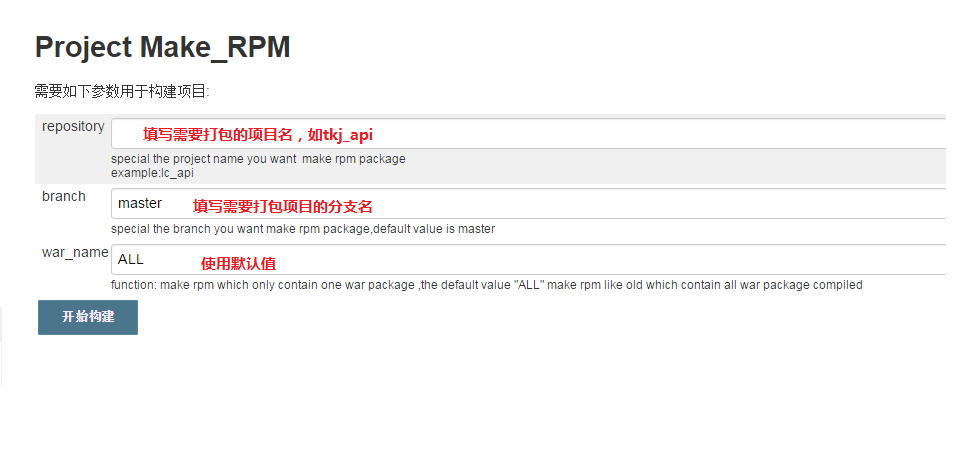 Project Make_RPM
需要如下参数用于构建项目:
repository
填写需要打包的项目名，如tkj_api
special the project name you want make rpm package
example:lc_api
branch
master 填写需要打包项目的分支名
special the branch you want make rpm package,default value is master
war_name
ALL 使用默认值
function: make rpm which only contain one war package ,the default value "ALL" make rpm like old which contain all war package compiled
开始构建